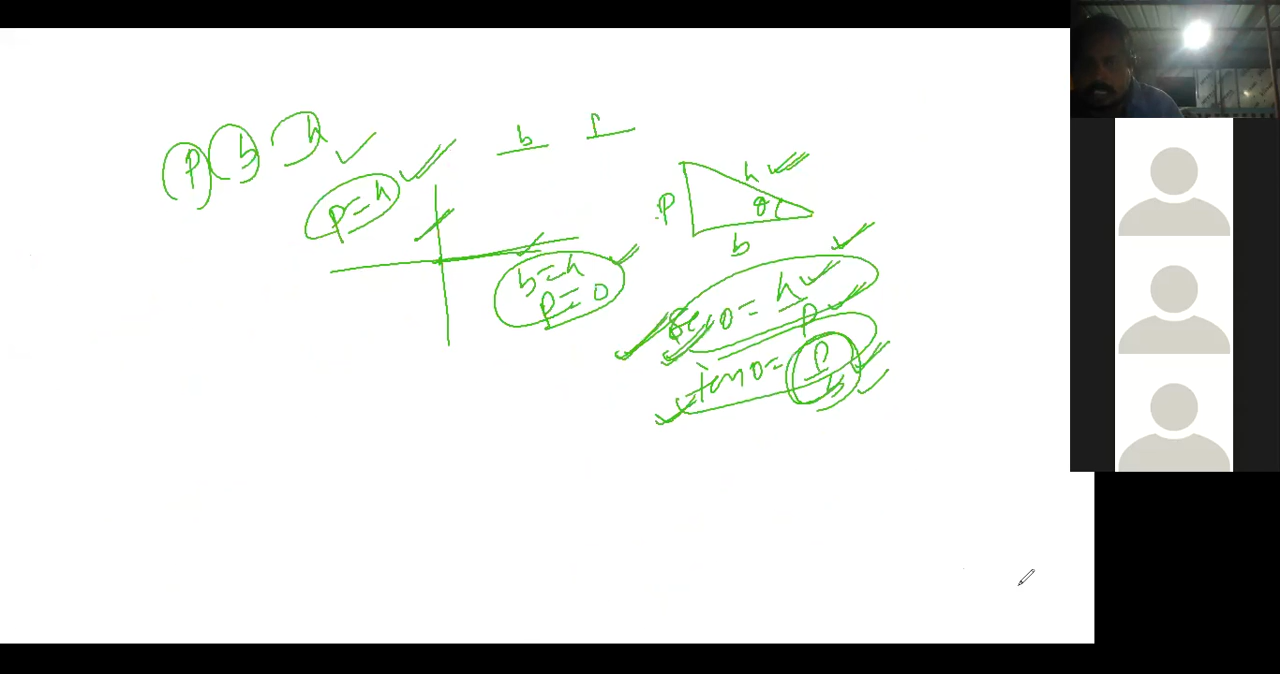 P b h
P = h
b P
h
P θ
b
b = h
P = 0
Sec θ = h/P
tan θ = P/b